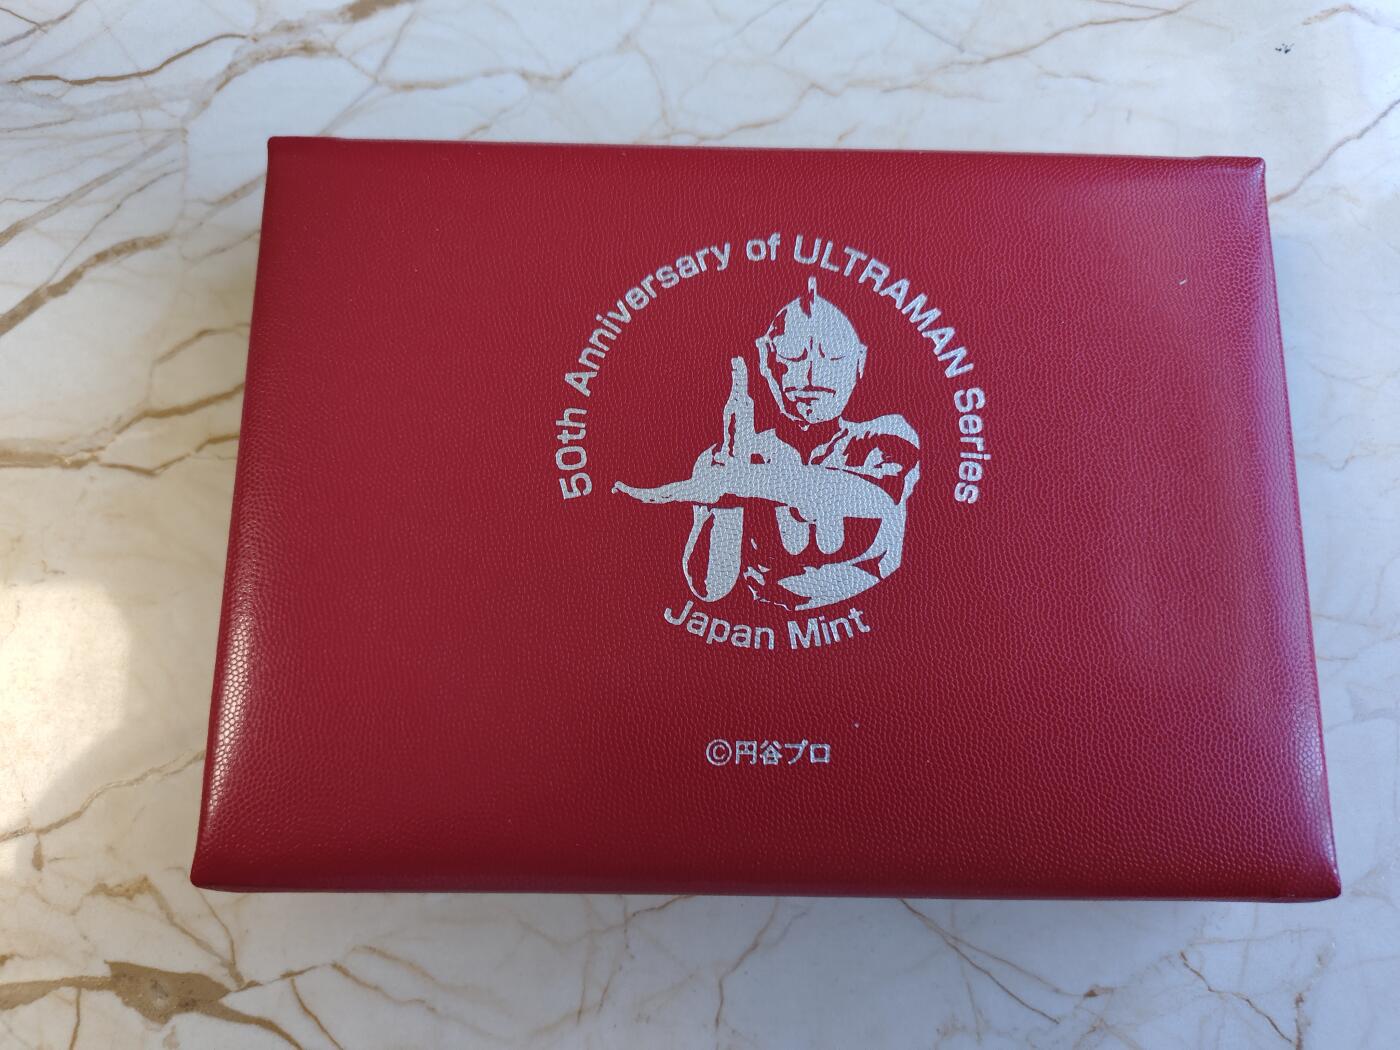 50th Anniversary of ULTRAMAN Series
Japan Mint
©円谷プロ